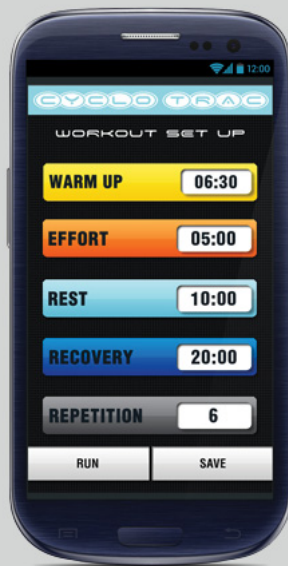 12:00
CYCLO TRAC
WORKOUT SET UP
WARM UP 06:30
EFFORT 05:00
REST 10:00
RECOVERY 20:00
REPETITION 6
RUN SAVE